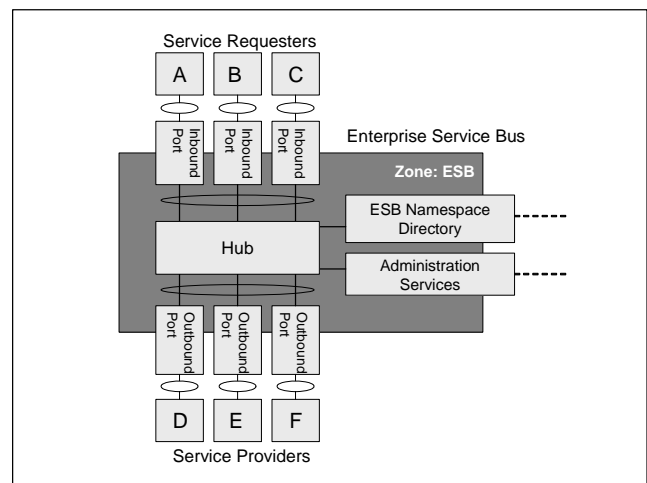 Service Requesters
A
B
C
Inbound
Port
Inbound
Port
Inbound
Port
Enterprise Service Bus
Zone: ESB
ESB Namespace
Directory
Hub
Administration
Services
Outbound
Port
Outbound
Port
Outbound
Port
D
E
F
Service Providers